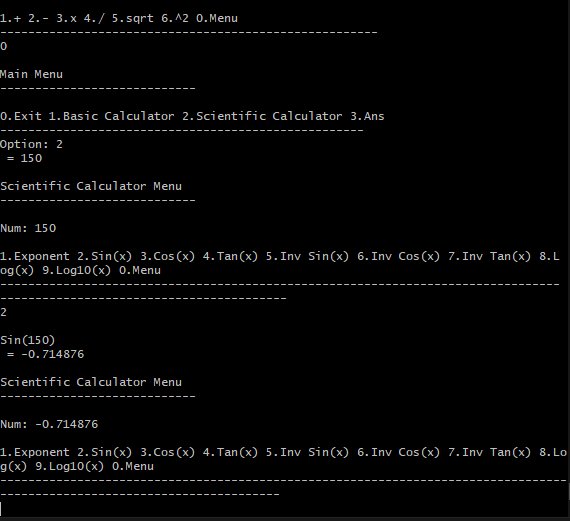 1.+ 2.- 3.x 4./ 5.sqrt 6.^2 0.Menu
------------------------------------------------------
0
Main Menu
----------------------------
0.Exit 1.Basic Calculator 2.Scientific Calculator 3.Ans
----------------------------------------------------
Option: 2
= 150
Scientific Calculator Menu
----------------------------
Num: 150
1.Exponent 2.Sin(x) 3.Cos(x) 4.Tan(x) 5.Inv Sin(x) 6.Inv Cos(x) 7.Inv Tan(x) 8.L
og(x) 9.Log10(x) 0.Menu
--------------------------------------------------------------------------------
-----------------------------------------
2
Sin(150)
= -0.714876
Scientific Calculator Menu
----------------------------
Num: -0.714876
1.Exponent 2.Sin(x) 3.Cos(x) 4.Tan(x) 5.Inv Sin(x) 6.Inv Cos(x) 7.Inv Tan(x) 8.Lo
g(x) 9.Log10(x) 0.Menu
---------------------------------------------------------------------------------
----------------------------------------